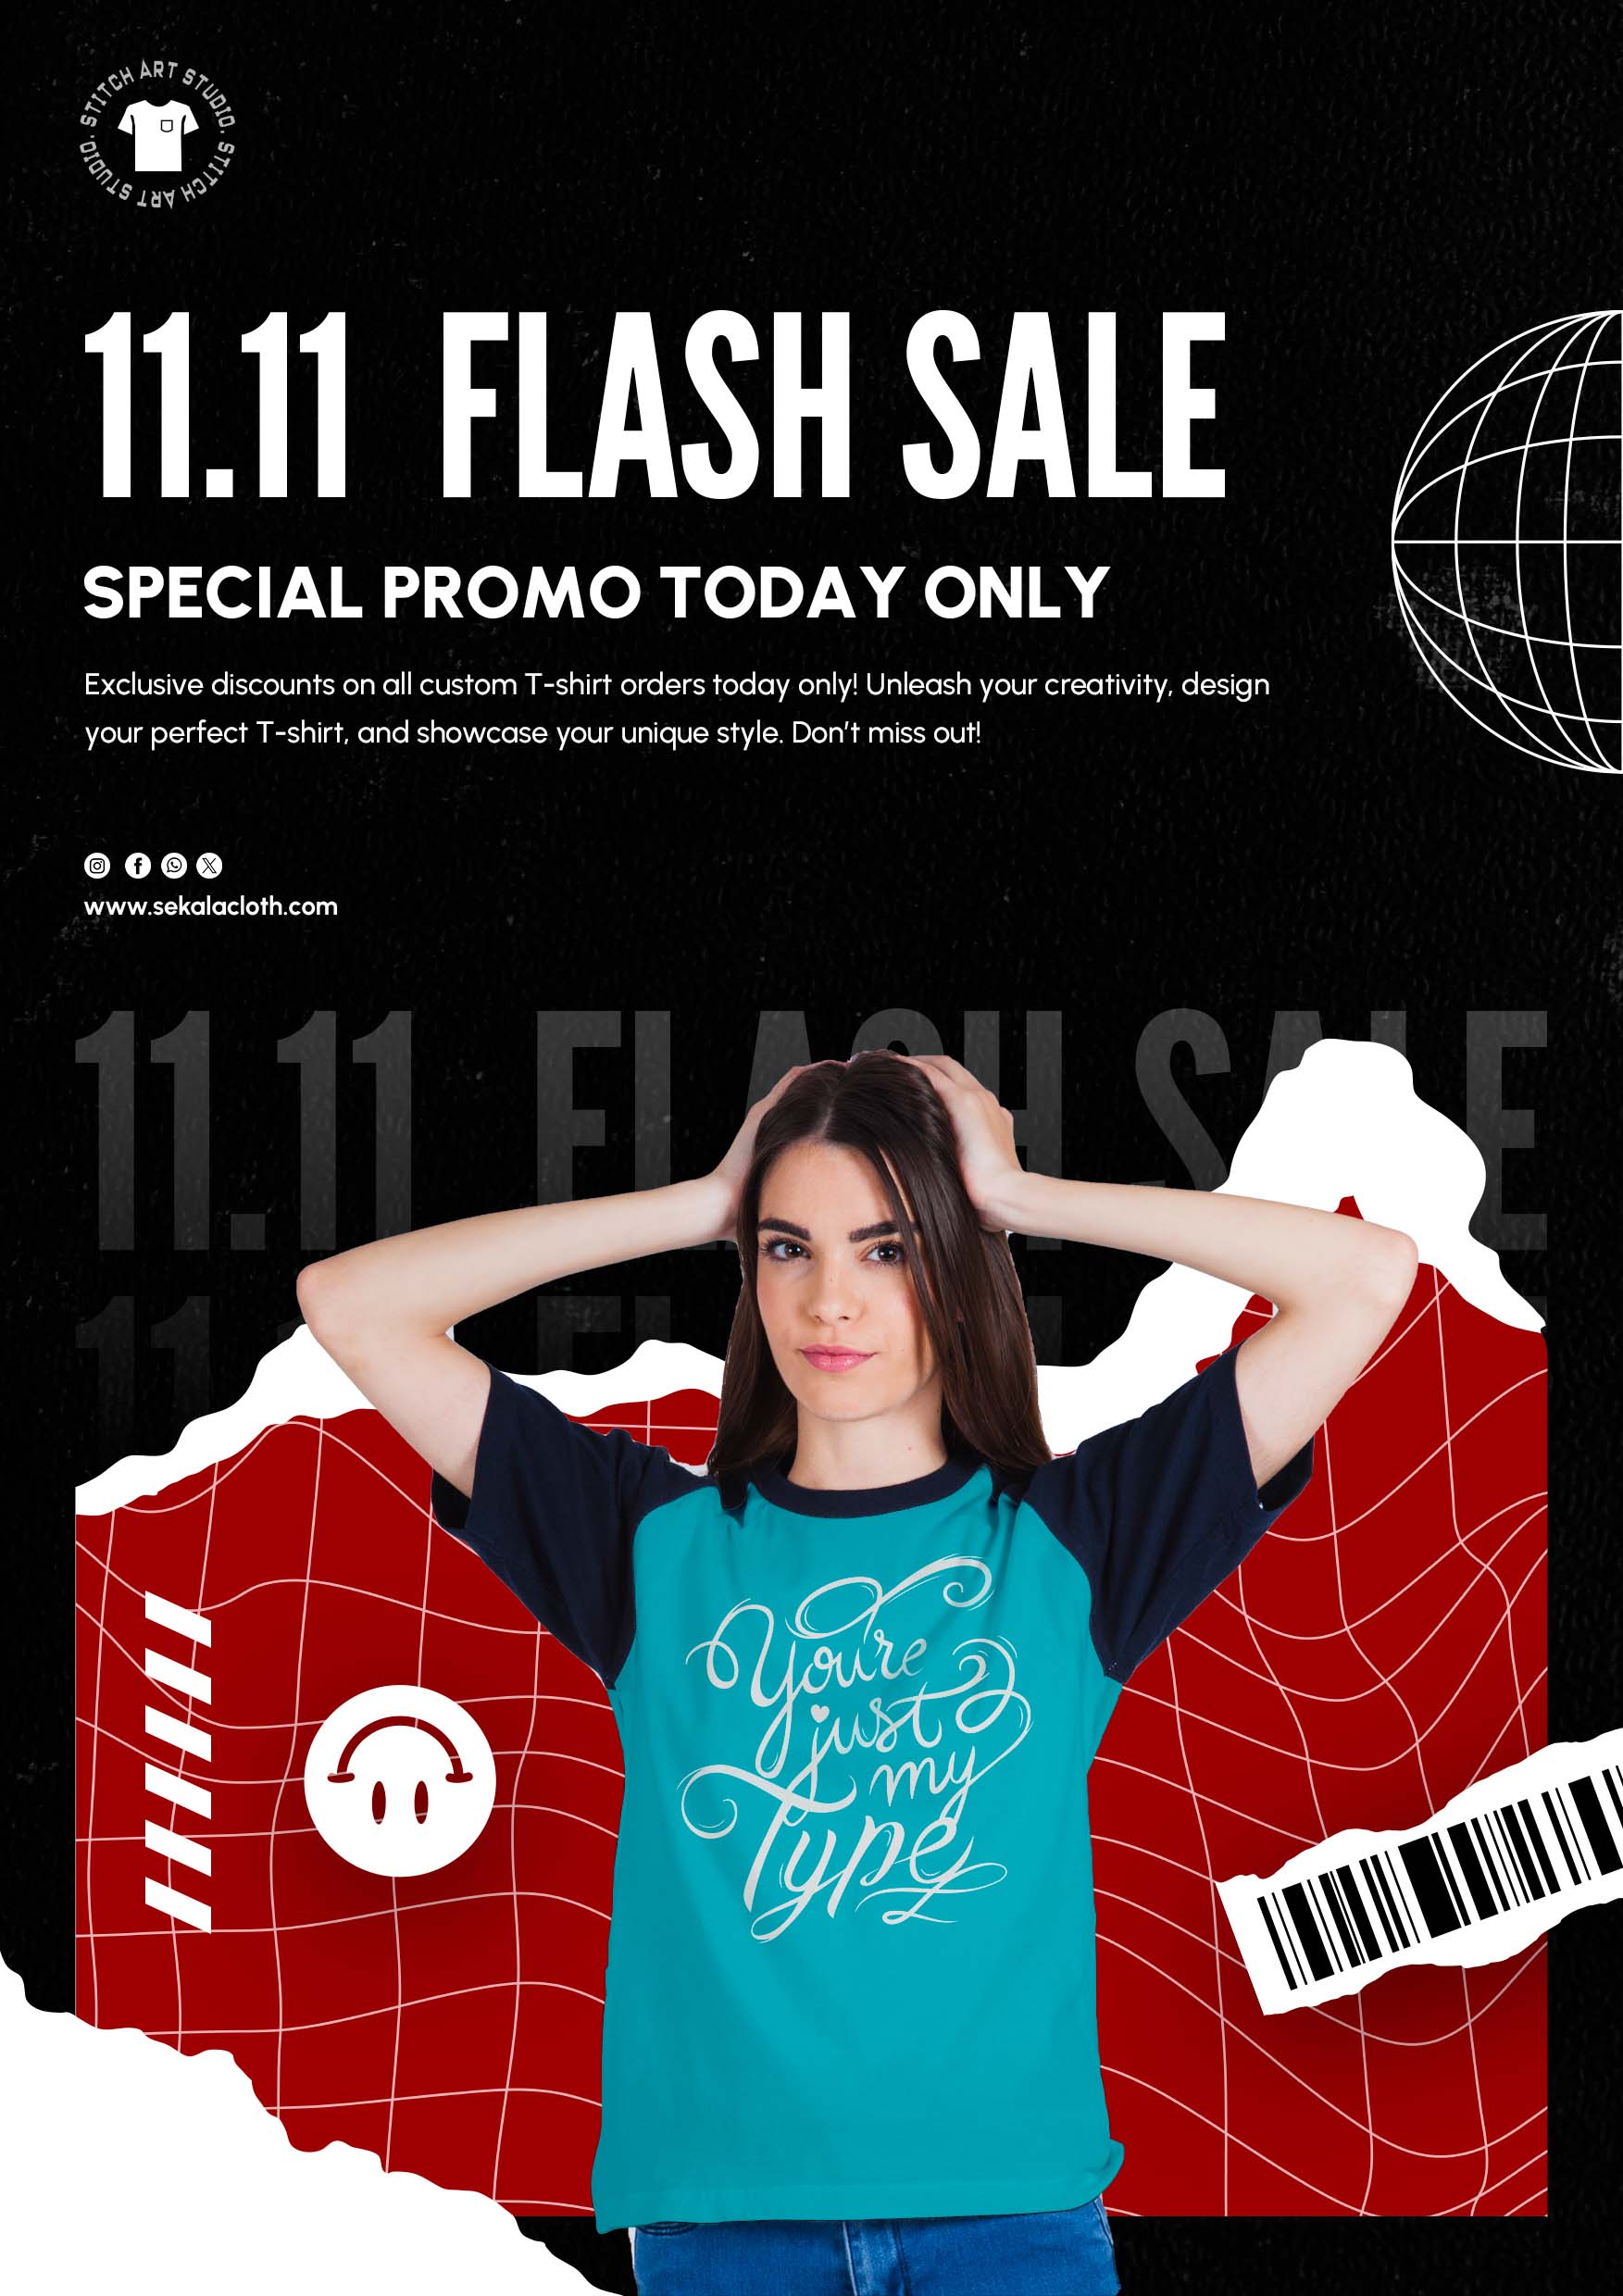 STITCH ART STUDIO. STITCH ART STUDIO.
11.11 FLASH SALE
SPECIAL PROMO TODAY ONLY
Exclusive discounts on all custom T-shirt orders today only! Unleash your creativity, design
your perfect T-shirt, and showcase your unique style. Don’t miss out!
www.sekalacloth.com
11.11 FLASH SALE
You're
just
my
Type